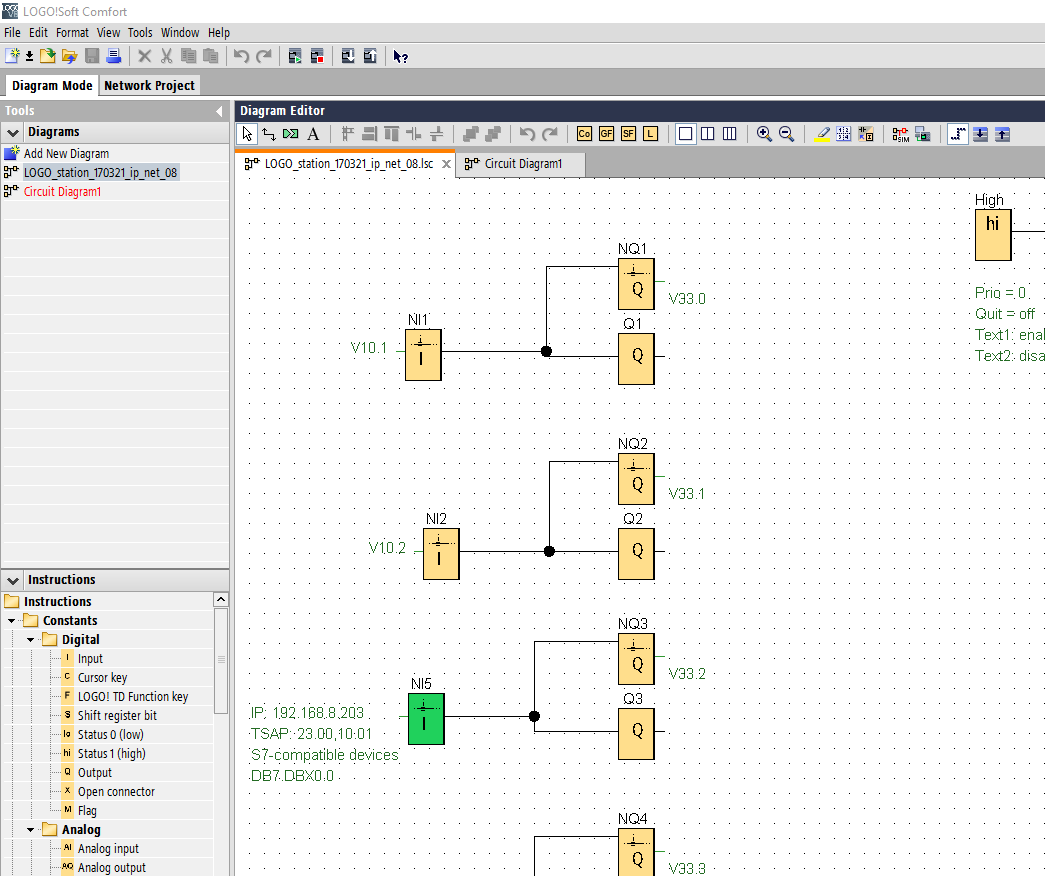 LOGO!Soft Comfort
File Edit Format View Tools Window Help
Diagram Mode Network Project
Tools
Diagrams
Add New Diagram
LOGO_station_170321_ip_net_08
Circuit Diagram1
Instructions
Instructions
Constants
Digital
I Input
C Cursor key
F LOGO! TD Function key
S Shift register bit
lo Status 0 (low)
hi Status 1 (high)
Q Output
X Open connector
M Flag
Analog
AI Analog input
AQ Analog output
Diagram Editor
A Co GF SF L SIM
LOGO_station_170321_ip_net_08.lsc Circuit Diagram1
High
hi
Prio = 0
Quit = off
Text1: enal
Text2: disa
NQ1
Q
V33.0
NI1
V10.1
I
Q1
Q
NQ2
Q
V33.1
NI2
V10.2
I
Q2
Q
NQ3
Q
V33.2
NI5
I
IP: 192.168.8.203
TSAP: 23.00,10.01
S7-compatible devices
DB7.DBX0.0
Q3
Q
NQ4
Q
V33.3